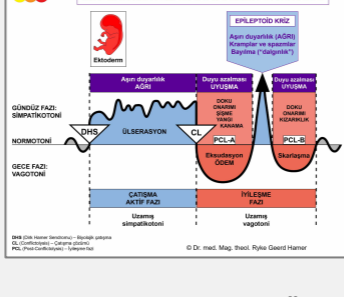 EPİLEPTOİD KRİZ
Aşırı duyarlılık (AĞRI)
Kramplar ve spazmlar
Bayılma ("dalgınlık")
Ektoderm
Aşırı duyarlılık
AĞRI
Duyu azalması
UYUŞMA
Duyu azalması
UYUŞMA
GÜNDÜZ FAZI:
SİMPATİKOTONİ
DOKU
ONARIMI
ŞİŞME
YANGI
KANAMA
DOKU
ONARIMI
KIZARIKLIK
DHS
ÜLSERASYON
CL
PCL-A
PCL-B
NORMOTONİ
GECE FAZI:
VAGOTONİ
Eksudasyon
ÖDEM
Skarlaşma
ÇATIŞMA
AKTİF FAZI
İYİLEŞME
FAZI
Uzamış
simpatikotoni
Uzamış
vagotoni
DHS (Dirk Hamer Sendromu) – Biyolojik çatışma
CL (Conflictolysis) – Çatışma çözümü
PCL (Post-Conflictolysis) – İyileşme fazı
© Dr. med. Mag. theol. Ryke Geerd Hamer